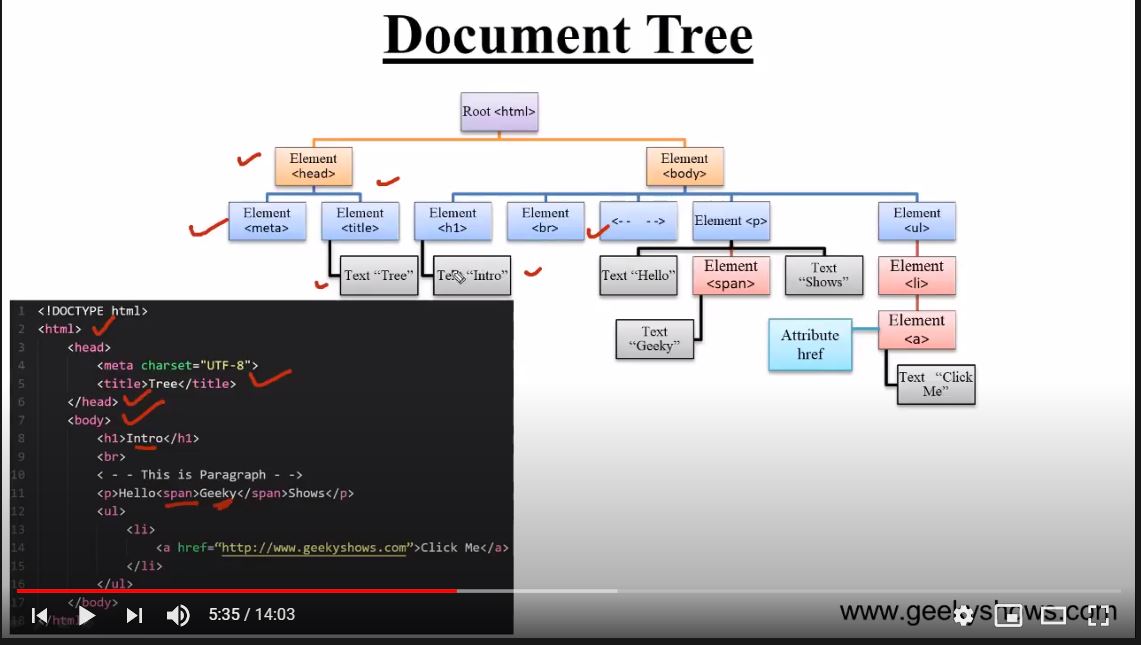 Document Tree
Root <html>
Element
<head>
Element
<body>
Element
<meta>
Element
<title>
Element
<h1>
Element
<br>
<-- -->
Element <p>
Element
<ul>
Text “Tree”
Text “Intro”
Text “Hello”
Element
<span>
Text
“Shows”
Element
<li>
Text
“Geeky”
Attribute
href
Element
<a>
Text “Click
Me”
1 <!DOCTYPE html>
2 <html>
3 <head>
4 <meta charset="UTF-8">
5 <title>Tree</title>
6 </head>
7 <body>
8 <h1>Intro</h1>
9 <br>
10 < - - This is Paragraph - ->
11 <p>Hello<span>Geeky</span>Shows</p>
12 <ul>
13 <li>
14 <a href=“http://www.geekyshows.com”>Click Me</a>
15 </li>
16 </ul>
17 </body>
18 </html>
5:35 / 14:03
www.geekyshows.com